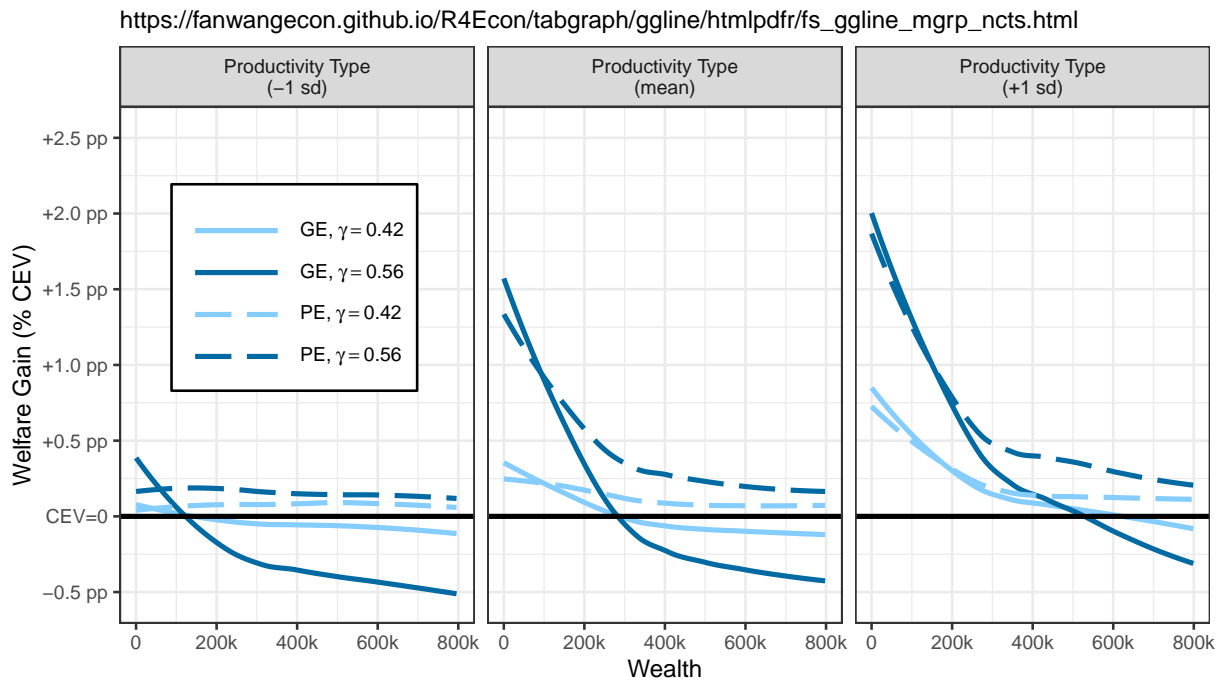 https://fanwangecon.github.io/R4Econ/tabgraph/ggline/htmlpdfr/fs_ggline_mgrp_ncts.html
Productivity Type
(−1 sd)
Productivity Type
(mean)
Productivity Type
(+1 sd)
Welfare Gain (% CEV)
+2.5 pp
+2.0 pp
+1.5 pp
+1.0 pp
+0.5 pp
CEV=0
−0.5 pp
GE, γ = 0.42
GE, γ = 0.56
PE, γ = 0.42
PE, γ = 0.56
0 200k 400k 600k 800k
0 200k 400k 600k 800k
0 200k 400k 600k 800k
Wealth